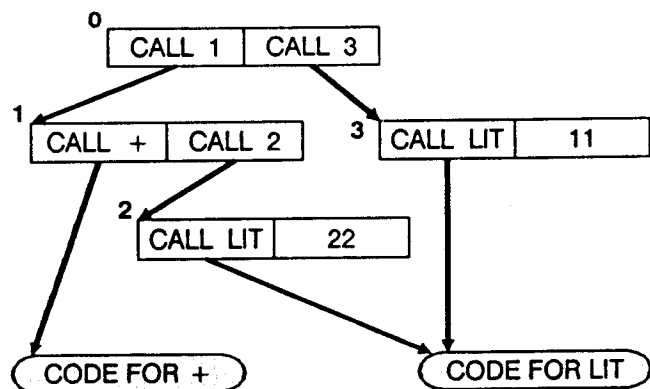 0
CALL 1 CALL 3
1
CALL + CALL 2
3
CALL LIT 11
2
CALL LIT 22
CODE FOR +
CODE FOR LIT